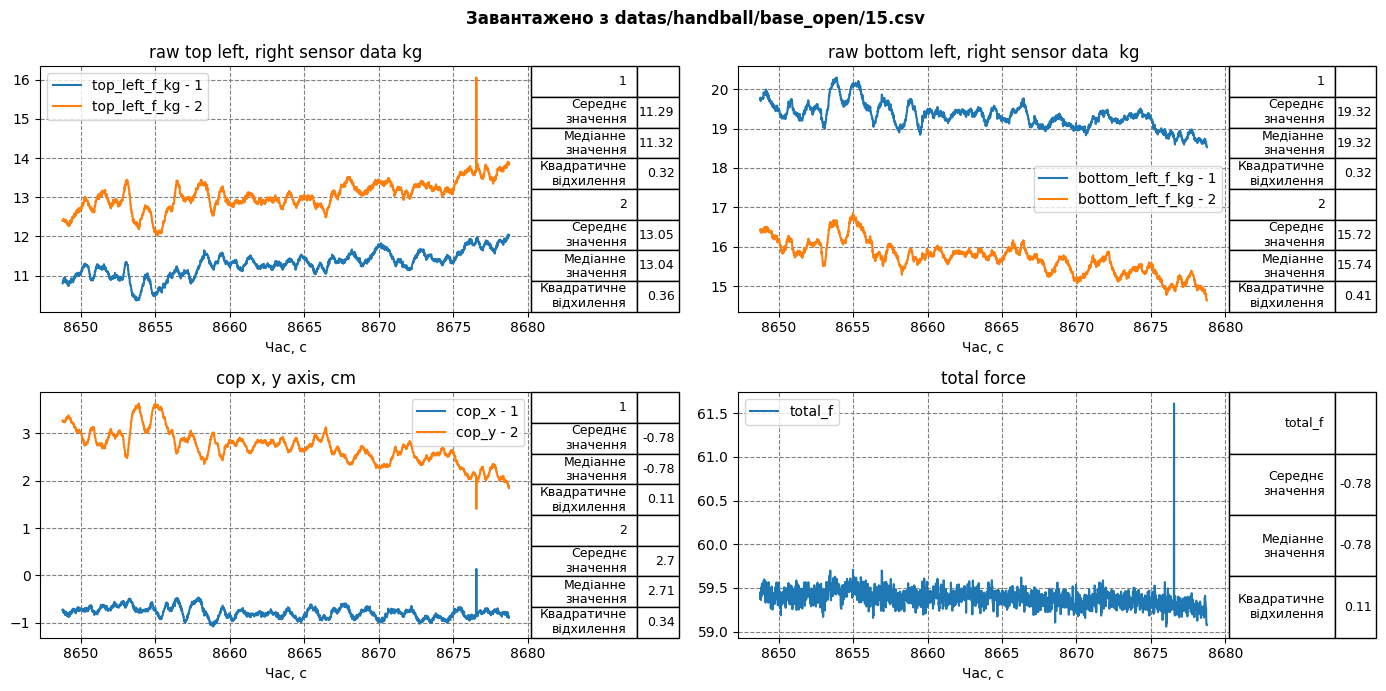 Завантажено з datas/handball/base_open/15.csv
raw top left, right sensor data kg
top_left_f_kg - 1
top_left_f_kg - 2
16
15
14
13
12
11
8650
8655
8660
8665
8670
8675
8680
Час, с
1
Середнє
значення
11.29
Медіанне
значення
11.32
Квадратичне
відхилення
0.32
2
Середнє
значення
13.05
Медіанне
значення
13.04
Квадратичне
відхилення
0.36
raw bottom left, right sensor data  kg
bottom_left_f_kg - 1
bottom_left_f_kg - 2
20
19
18
17
16
15
8650
8655
8660
8665
8670
8675
8680
Час, с
1
Середнє
значення
19.32
Медіанне
значення
19.32
Квадратичне
відхилення
0.32
2
Середнє
значення
15.72
Медіанне
значення
15.74
Квадратичне
відхилення
0.41
cop x, y axis, cm
cop_x - 1
cop_y - 2
3
2
1
0
−1
8650
8655
8660
8665
8670
8675
8680
Час, с
1
Середнє
значення
-0.78
Медіанне
значення
-0.78
Квадратичне
відхилення
0.11
2
Середнє
значення
2.7
Медіанне
значення
2.71
Квадратичне
відхилення
0.34
total force
total_f
61.5
61.0
60.5
60.0
59.5
59.0
8650
8655
8660
8665
8670
8675
8680
Час, с
total_f
Середнє
значення
-0.78
Медіанне
значення
-0.78
Квадратичне
відхилення
0.11